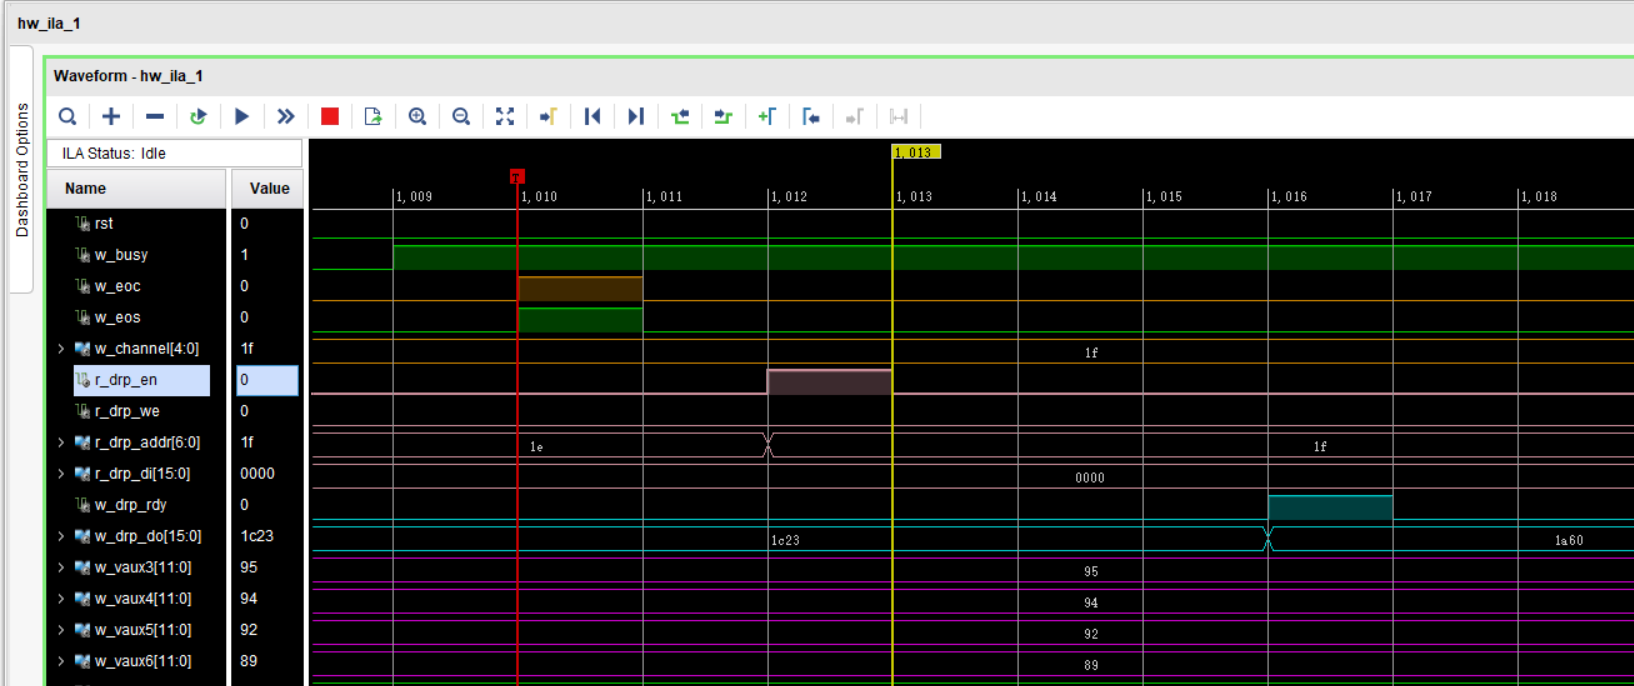 hw_ila_1
Dashboard Options
Waveform - hw_ila_1
ILA Status: Idle
1,013
Name Value
T
1,009 1,010 1,011 1,012 1,013 1,014 1,015 1,016 1,017 1,018
rst 0
w_busy 1
w_eoc 0
w_eos 0
w_channel[4:0] 1f 1f
r_drp_en 0
r_drp_we 0
r_drp_addr[6:0] 1f 1e 1f
r_drp_di[15:0] 0000 0000
w_drp_rdy 0
w_drp_do[15:0] 1c23 1c23 1a60
w_vaux3[11:0] 95 95
w_vaux4[11:0] 94 94
w_vaux5[11:0] 92 92
w_vaux6[11:0] 89 89